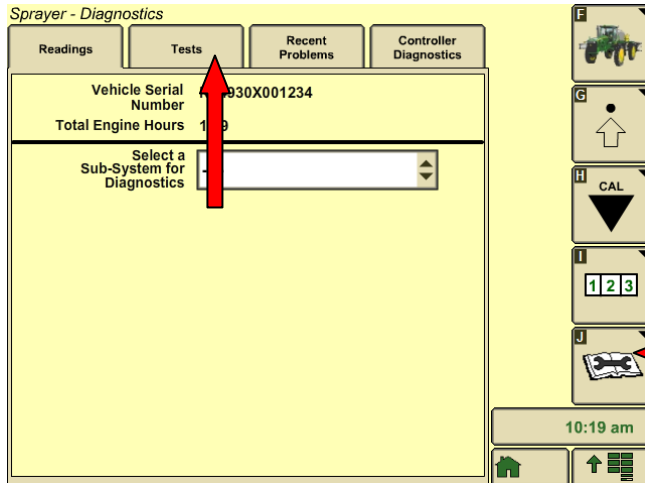 Sprayer - Diagnostics
Readings
Tests
Recent
Problems
Controller
Diagnostics
Vehicle Serial
Number
930X001234
Total Engine Hours
Select a
Sub-System for
Diagnostics
F
G
H
CAL
I
1 2 3
J
10:19 am